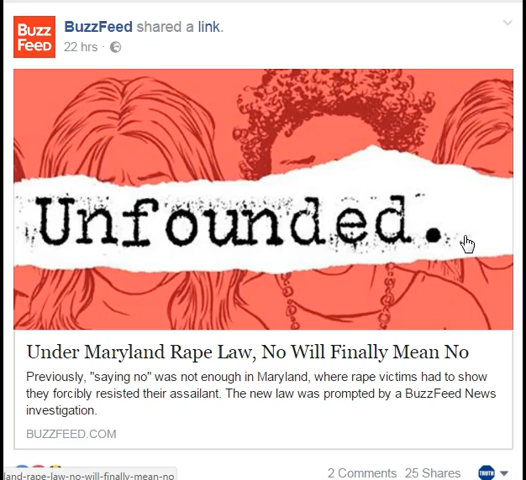 Buzz
FeeD
BuzzFeed shared a link.
22 hrs ·
Unfounded.
Under Maryland Rape Law, No Will Finally Mean No
Previously, "saying no" was not enough in Maryland, where rape victims had to show
they forcibly resisted their assailant. The new law was prompted by a BuzzFeed News
investigation.
BUZZFEED.COM
land-rape-law-no-will-finally-mean-no
2 Comments 25 Shares
TRUTH